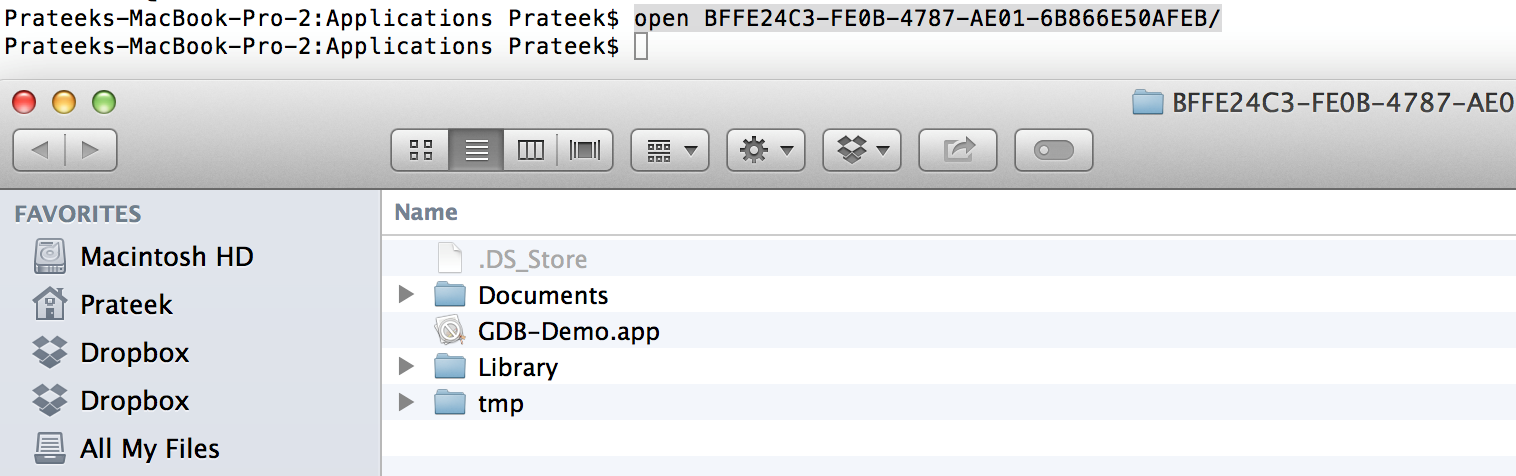 Prateeks-MacBook-Pro-2:Applications Prateek$ open BFFE24C3-FE0B-4787-AE01-6B866E50AFEB/
Prateeks-MacBook-Pro-2:Applications Prateek$
BFFE24C3-FE0B-4787-AE0
FAVORITES
Macintosh HD
Prateek
Dropbox
Dropbox
All My Files
Name
.DS_Store
Documents
GDB-Demo.app
Library
tmp